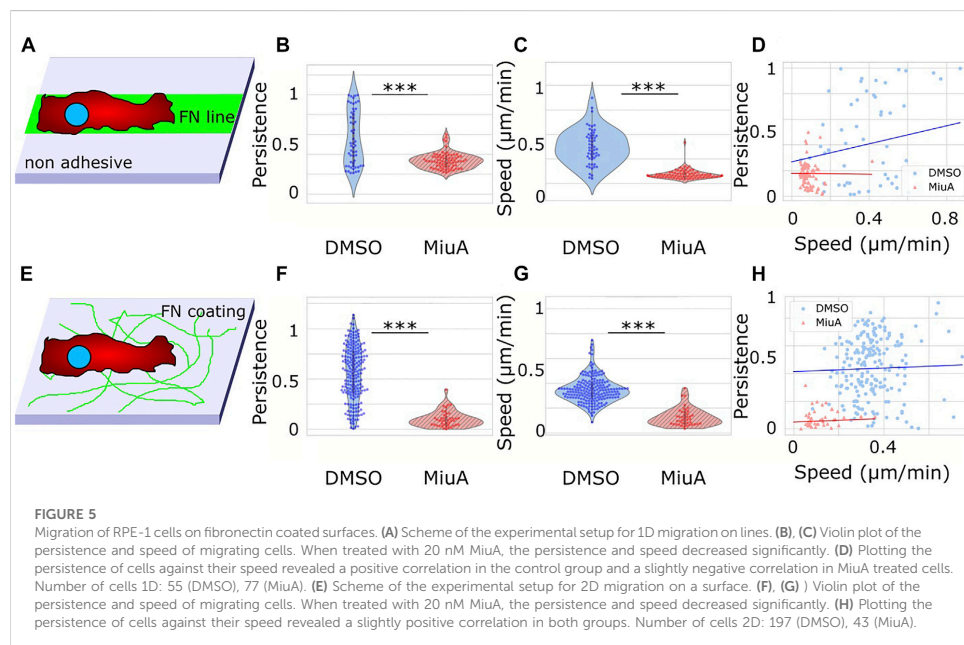 A
FN line
non adhesive
B
Persistence
1
0.5
0
***
DMSO MiuA
C
Speed (µm/min)
1
0.5
0
***
DMSO MiuA
D
Persistence
1
0.5
0
DMSO
MiuA
0 0.4 0.8
Speed (µm/min)
E
FN coating
F
Persistence
1
0.5
0
***
DMSO MiuA
G
Speed (µm/min)
1
0.5
0
***
DMSO MiuA
H
Persistence
1
0.5
0
DMSO
MiuA
0 0.4 0.8
Speed (µm/min)
FIGURE 5
Migration of RPE-1 cells on fibronectin coated surfaces. (A) Scheme of the experimental setup for 1D migration on lines. (B), (C) Violin plot of the
persistence and speed of migrating cells. When treated with 20 nM MiuA, the persistence and speed decreased significantly. (D) Plotting the
persistence of cells against their speed revealed a positive correlation in the control group and a slightly negative correlation in MiuA treated cells.
Number of cells 1D: 55 (DMSO), 77 (MiuA). (E) Scheme of the experimental setup for 2D migration on a surface. (F), (G) ) Violin plot of the
persistence and speed of migrating cells. When treated with 20 nM MiuA, the persistence and speed decreased significantly. (H) Plotting the
persistence of cells against their speed revealed a slightly positive correlation in both groups. Number of cells 2D: 197 (DMSO), 43 (MiuA).